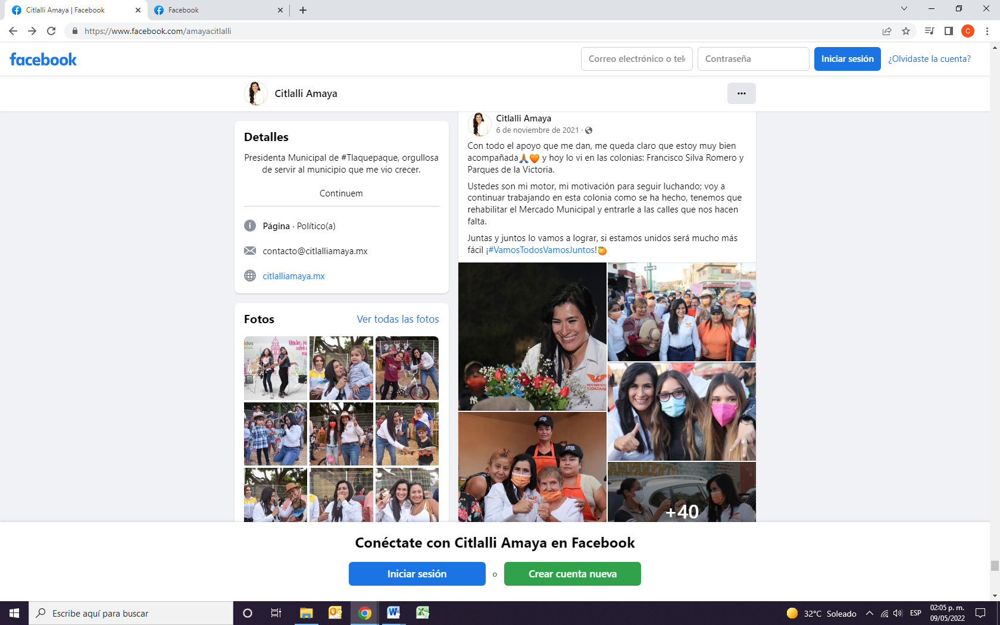 Citlalli Amaya | Facebook
Facebook
https://www.facebook.com/amayacitlalli
C
facebook
Correo electrónico o tel
Contraseña
Iniciar sesión
¿Olvidaste la cuenta?
Citlalli Amaya
Detalles
Presidenta Municipal de #Tlaquepaque, orgullosa
de servir al municipio que me vio crecer.
Continuem
Página · Político(a)
contacto@citlalliamaya.mx
citlalliamaya.mx
Fotos
Ver todas las fotos
Citlalli Amaya
6 de noviembre de 2021 ·
Con todo el apoyo que me dan, me queda claro que estoy muy bien
acompañada🙏🏽🧡 y hoy lo vi en las colonias: Francisco Silva Romero y
Parques de la Victoria.
Ustedes son mi motor, mi motivación para seguir luchando; voy a
continuar trabajando en esta colonia como se ha hecho, tenemos que
rehabilitar el Mercado Municipal y entrarle a las calles que nos hacen
falta.
Juntas y juntos lo vamos a lograr, si estamos unidos será mucho más
fácil ¡#VamosTodosVamosJuntos!🍊
MOVIMIENTO
CIUDADANO
+40
Conéctate con Citlalli Amaya en Facebook
Iniciar sesión
o
Crear cuenta nueva
Escribe aquí para buscar
32°C Soleado
ESP
02:05 p. m.
09/05/2022